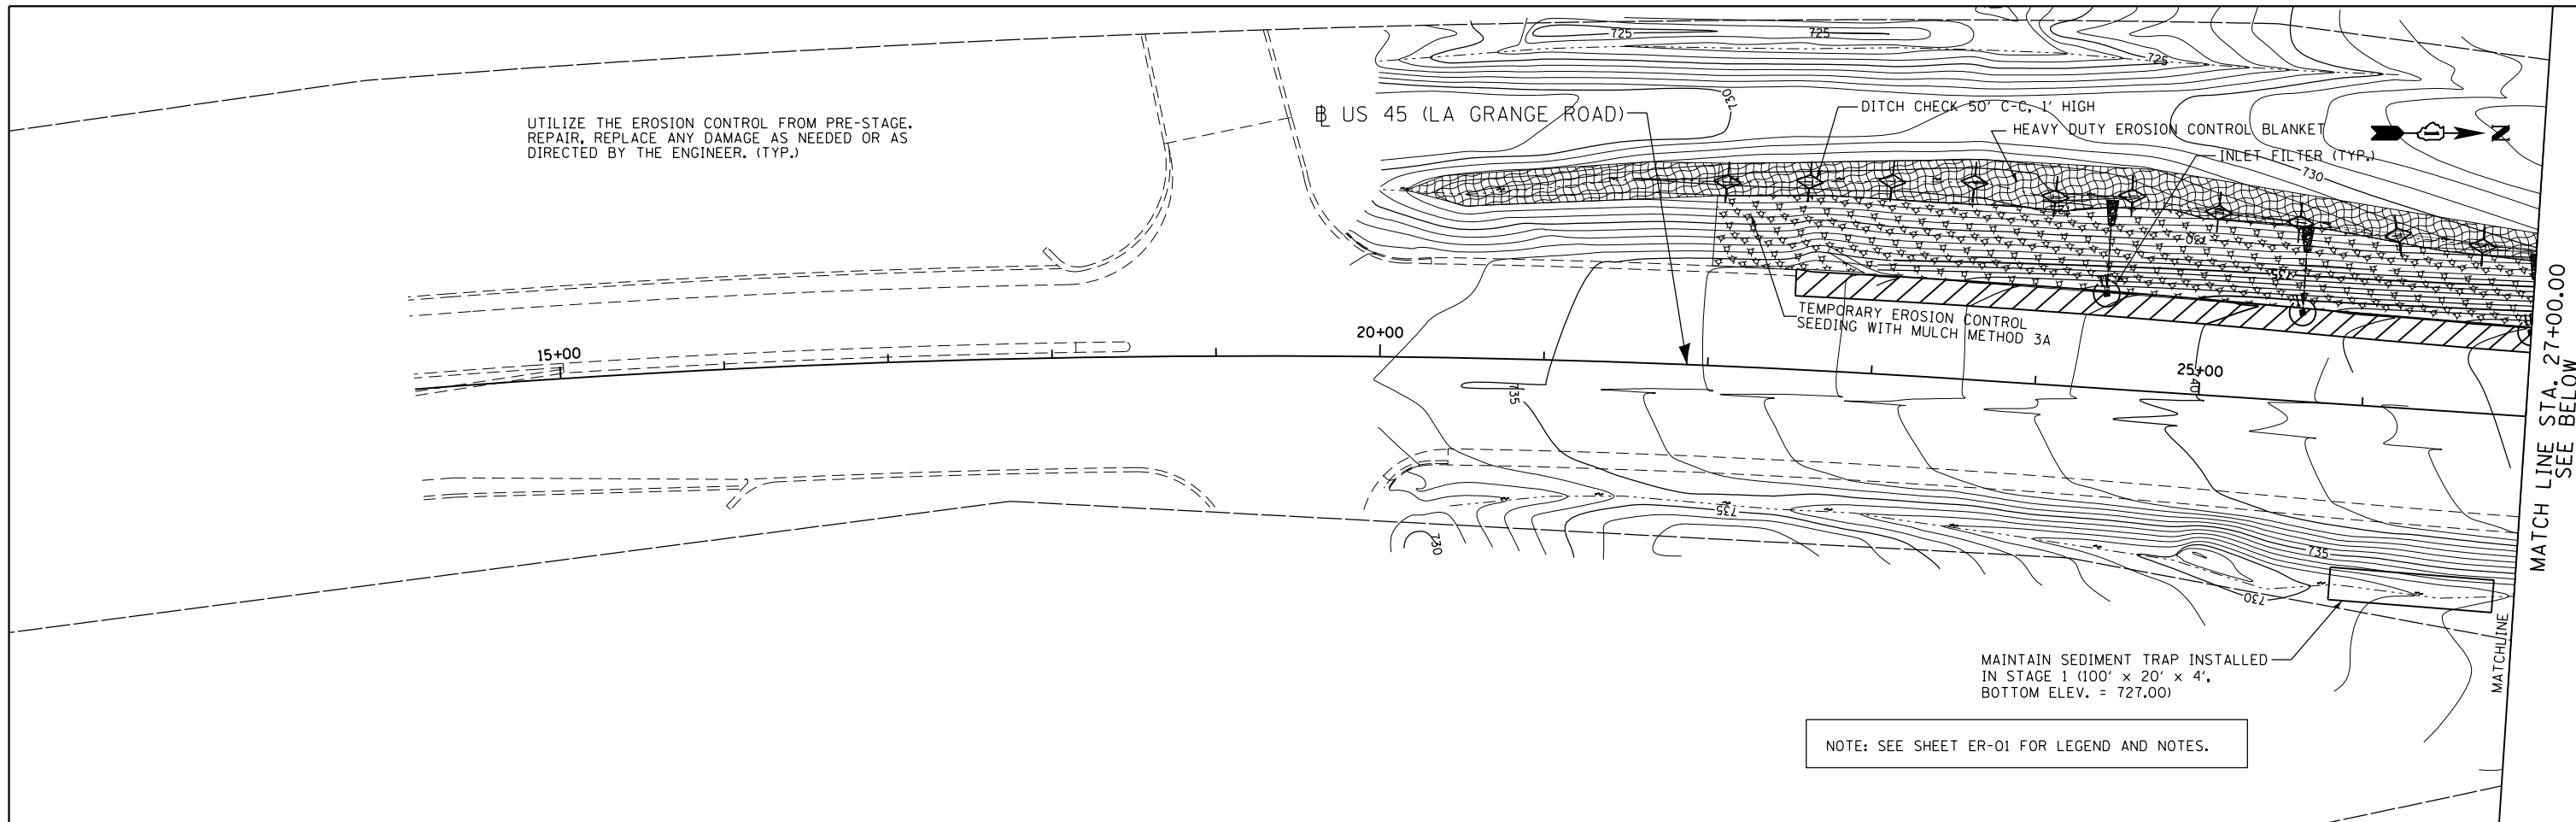 725
725
725
730
DITCH CHECK 50' C-C, 1' HIGH
℄ US 45 (LA GRANGE ROAD)
HEAVY DUTY EROSION CONTROL BLANKET
N
UTILIZE THE EROSION CONTROL FROM PRE-STAGE.
REPAIR, REPLACE ANY DAMAGE AS NEEDED OR AS
DIRECTED BY THE ENGINEER. (TYP.)
INLET FILTER (TYP.)
730
730
735
TEMPORARY EROSION CONTROL
SEEDING WITH MULCH METHOD 3A
15+00
20+00
25+00
40
735
735
730
735
730
MATCH LINE STA. 27+00.00
SEE BELOW
MATCHLINE
MAINTAIN SEDIMENT TRAP INSTALLED
IN STAGE 1 (100' x 20' x 4',
BOTTOM ELEV. = 727.00)
NOTE: SEE SHEET ER-01 FOR LEGEND AND NOTES.